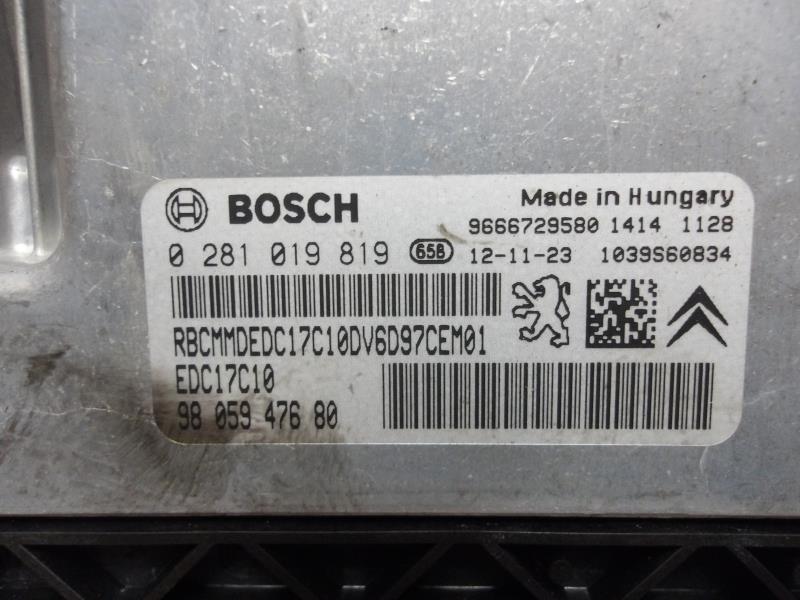 BOSCH Made in Hungary
9666729580 1414 1128
0 281 019 819 65B 12-11-23 1039S60834
RBCMMDEDC17C10DV6D97CEM01
EDC17C10
98 059 476 80